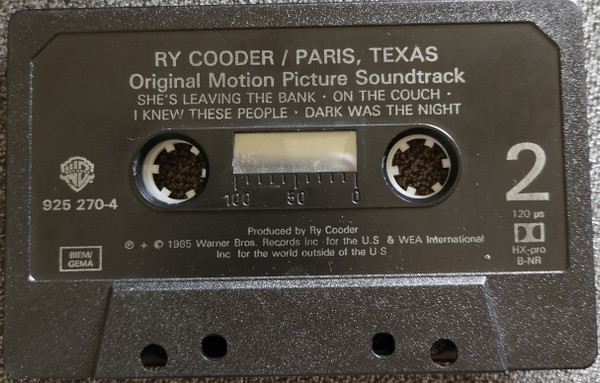 RY COODER / PARIS, TEXAS
Original Motion Picture Soundtrack
SHE'S LEAVING THE BANK · ON THE COUCH ·
I KNEW THESE PEOPLE · DARK WAS THE NIGHT
925 270-4
100 50 0
2
120 µs
HX-pro
B-NR
Produced by Ry Cooder
℗ + © 1985 Warner Bros. Records Inc for the U.S & WEA International
Inc for the world outside of the U S
BIEM/
GEMA